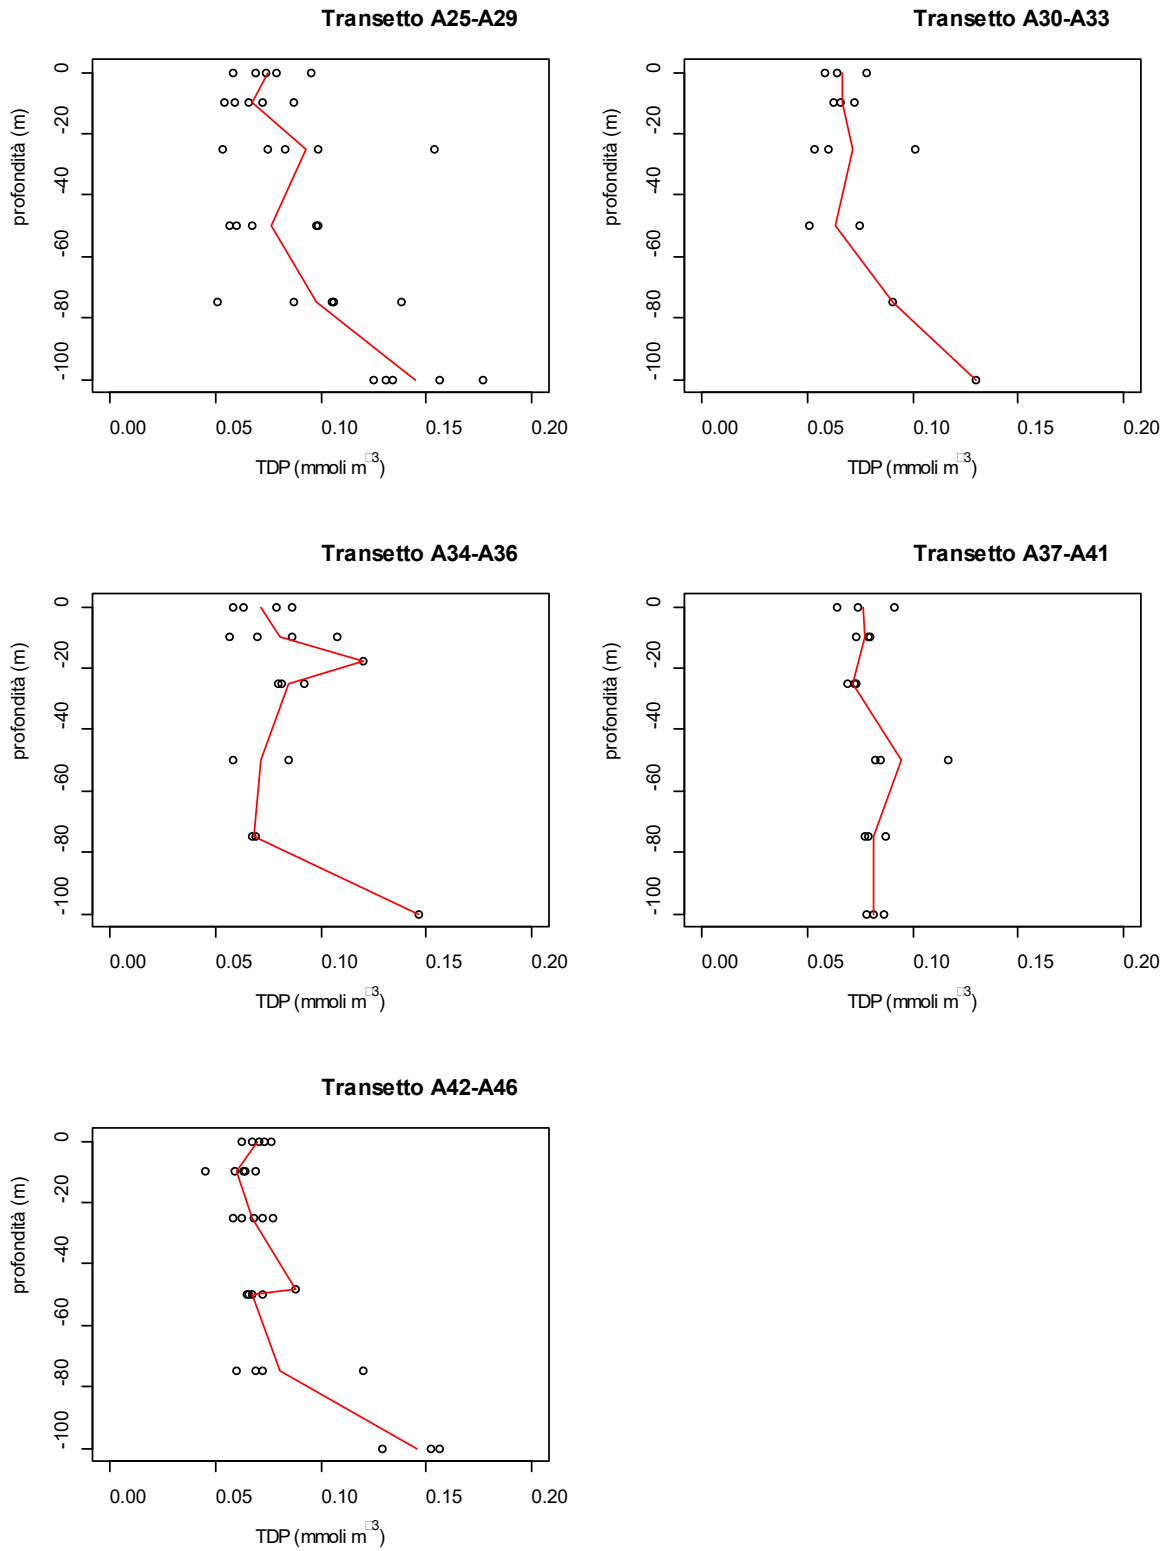 Transetto A25-A29
profondità (m)
0
-20
-40
-60
-80
-100
0.00 0.05 0.10 0.15 0.20
TDP (mmoli m□3)
Transetto A30-A33
profondità (m)
0
-20
-40
-60
-80
-100
0.00 0.05 0.10 0.15 0.20
TDP (mmoli m□3)
Transetto A34-A36
profondità (m)
0
-20
-40
-60
-80
-100
0.00 0.05 0.10 0.15 0.20
TDP (mmoli m□3)
Transetto A37-A41
profondità (m)
0
-20
-40
-60
-80
-100
0.00 0.05 0.10 0.15 0.20
TDP (mmoli m□3)
Transetto A42-A46
profondità (m)
0
-20
-40
-60
-80
-100
0.00 0.05 0.10 0.15 0.20
TDP (mmoli m□3)